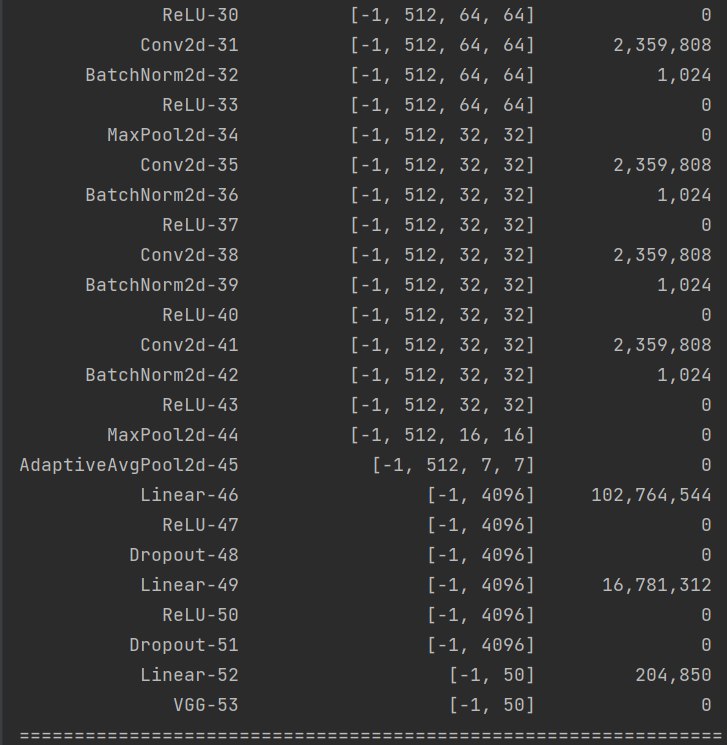 ReLU-30 [-1, 512, 64, 64] 0
Conv2d-31 [-1, 512, 64, 64] 2,359,808
BatchNorm2d-32 [-1, 512, 64, 64] 1,024
ReLU-33 [-1, 512, 64, 64] 0
MaxPool2d-34 [-1, 512, 32, 32] 0
Conv2d-35 [-1, 512, 32, 32] 2,359,808
BatchNorm2d-36 [-1, 512, 32, 32] 1,024
ReLU-37 [-1, 512, 32, 32] 0
Conv2d-38 [-1, 512, 32, 32] 2,359,808
BatchNorm2d-39 [-1, 512, 32, 32] 1,024
ReLU-40 [-1, 512, 32, 32] 0
Conv2d-41 [-1, 512, 32, 32] 2,359,808
BatchNorm2d-42 [-1, 512, 32, 32] 1,024
ReLU-43 [-1, 512, 32, 32] 0
MaxPool2d-44 [-1, 512, 16, 16] 0
AdaptiveAvgPool2d-45 [-1, 512, 7, 7] 0
Linear-46 [-1, 4096] 102,764,544
ReLU-47 [-1, 4096] 0
Dropout-48 [-1, 4096] 0
Linear-49 [-1, 4096] 16,781,312
ReLU-50 [-1, 4096] 0
Dropout-51 [-1, 4096] 0
Linear-52 [-1, 50] 204,850
VGG-53 [-1, 50] 0
================================================================